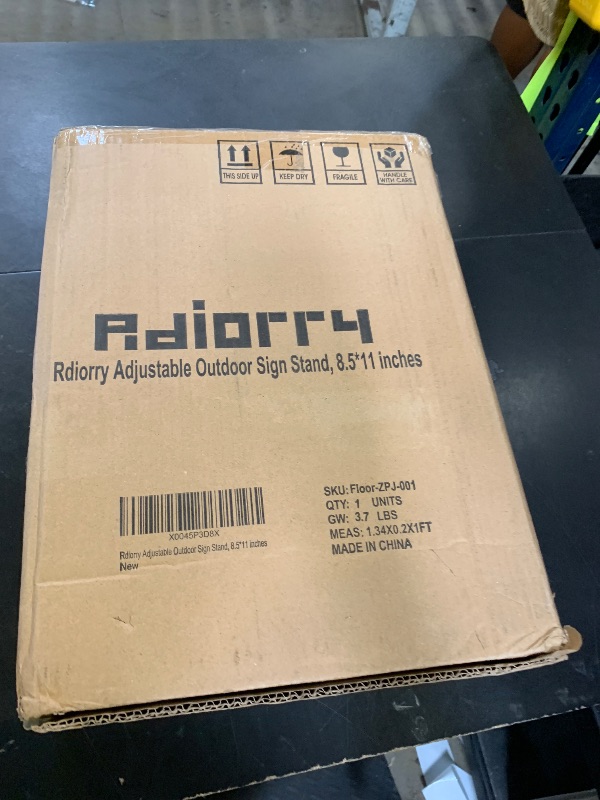 THIS SIDE UP KEEP DRY FRAGILE HANDLE WITH CARE
Rdiorry
Rdiorry Adjustable Outdoor Sign Stand, 8.5*11 inches
X0045P3D8X
Rdiorry Adjustable Outdoor Sign Stand, 8.5*11 inches
New
SKU: Floor-ZPJ-001
QTY: 1 UNITS
GW: 3.7 LBS
MEAS: 1.34X0.2X1FT
MADE IN CHINA